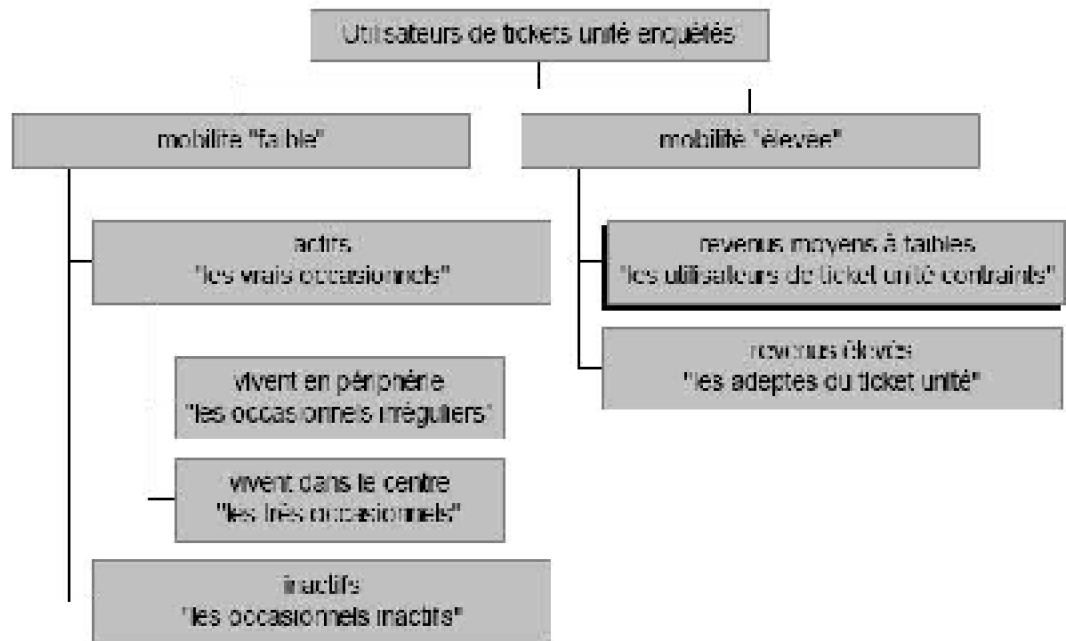 Utilisateurs de tickets unité enquêtés
mobilité "faible"
mobilité "élevée"
actifs
"les vrais occasionnels"
revenus moyens à faibles
"les utilisateurs de ticket unité contraints"
revenus élevés
"les adeptes du ticket unité"
vivent en périphérie
"les occasionnels irréguliers"
vivent dans le centre
"les très occasionnels"
inactifs
"les occasionnels inactifs"